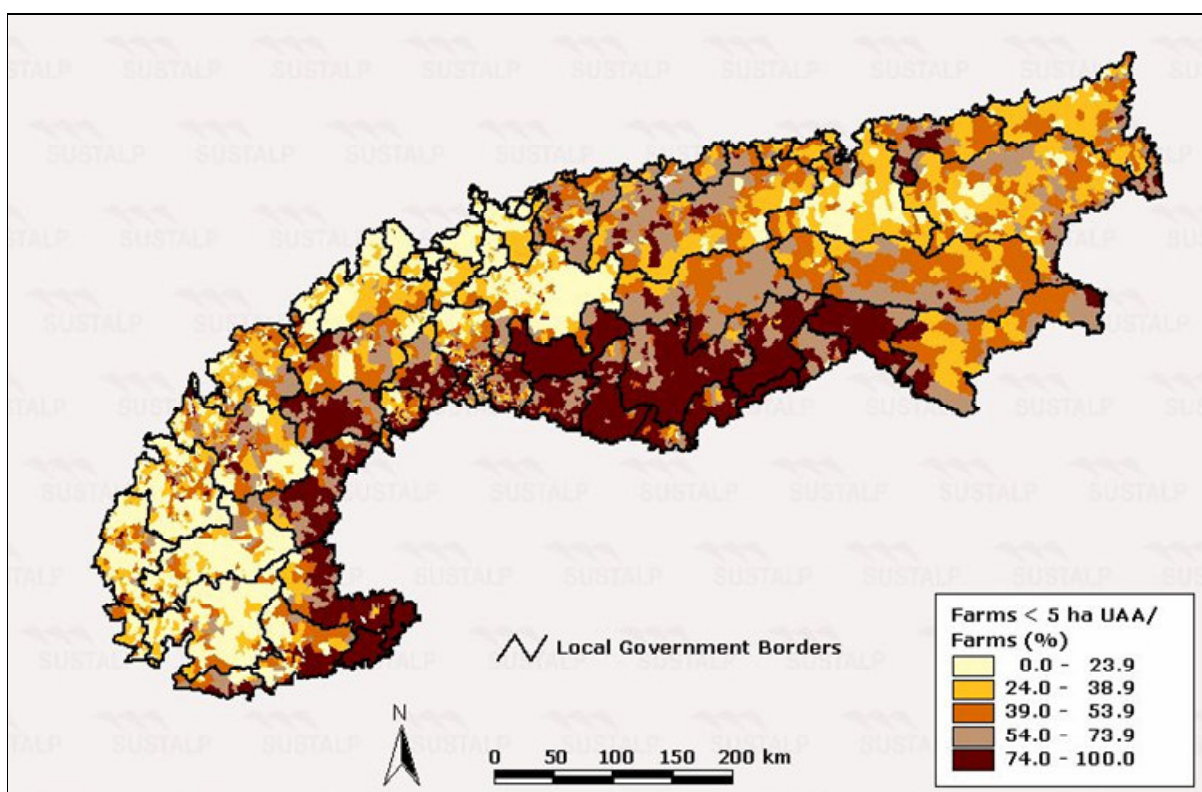 Farms < 5 ha UAA/
Farms (%)
0.0 - 23.9
24.0 - 38.9
39.0 - 53.9
54.0 - 73.9
74.0 - 100.0
Local Government Borders
N
0 50 100 150 200 km
SUSTALP